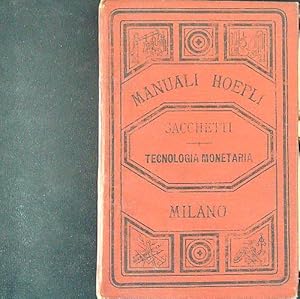 MANUALI HOEPLI
SACCHETTI
TECNOLOGIA MONETARIA
MILANO